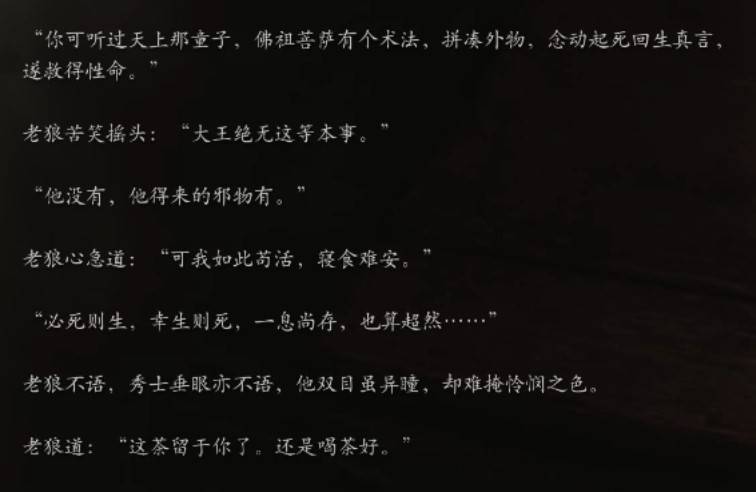 “你可听过天上那童子，佛祖菩萨有个术法，拼凑外物，念动起死回生真言，
遂救得性命。”
老狼苦笑摇头：“大王绝无这等本事。”
“他没有，他得来的邪物有。”
老狼心急道：“可我如此苟活，寝食难安。”
“必死则生，幸生则死，一息尚存，也算超然……”
老狼不语，秀士垂眼亦不语，他双目虽异瞳，却难掩怜悯之色。
老狼道：“这茶留于你了。还是喝茶好。”